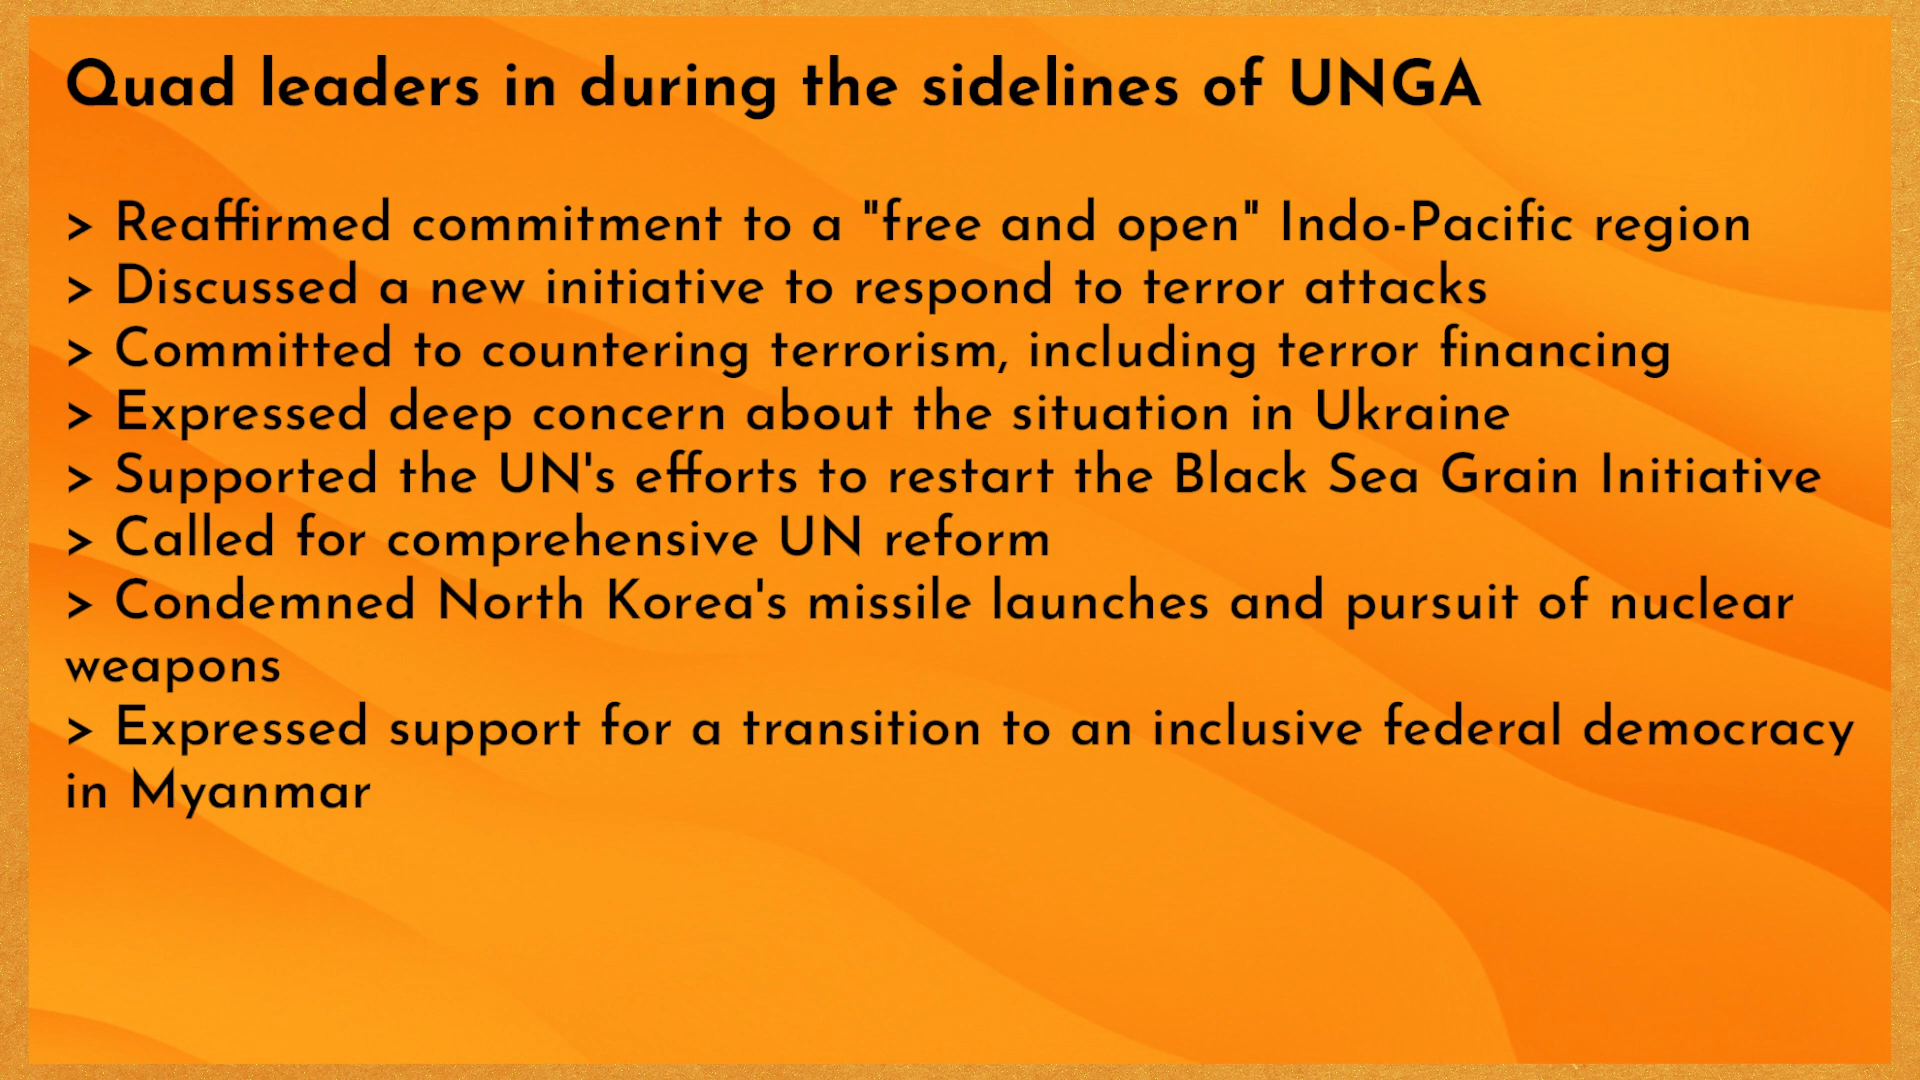 Quad leaders in during the sidelines of UNGA
> Reaffirmed commitment to a "free and open" Indo-Pacific region
> Discussed a new initiative to respond to terror attacks
> Committed to countering terrorism, including terror financing
> Expressed deep concern about the situation in Ukraine
> Supported the UN's efforts to restart the Black Sea Grain Initiative
> Called for comprehensive UN reform
> Condemned North Korea's missile launches and pursuit of nuclear
weapons
> Expressed support for a transition to an inclusive federal democracy
in Myanmar